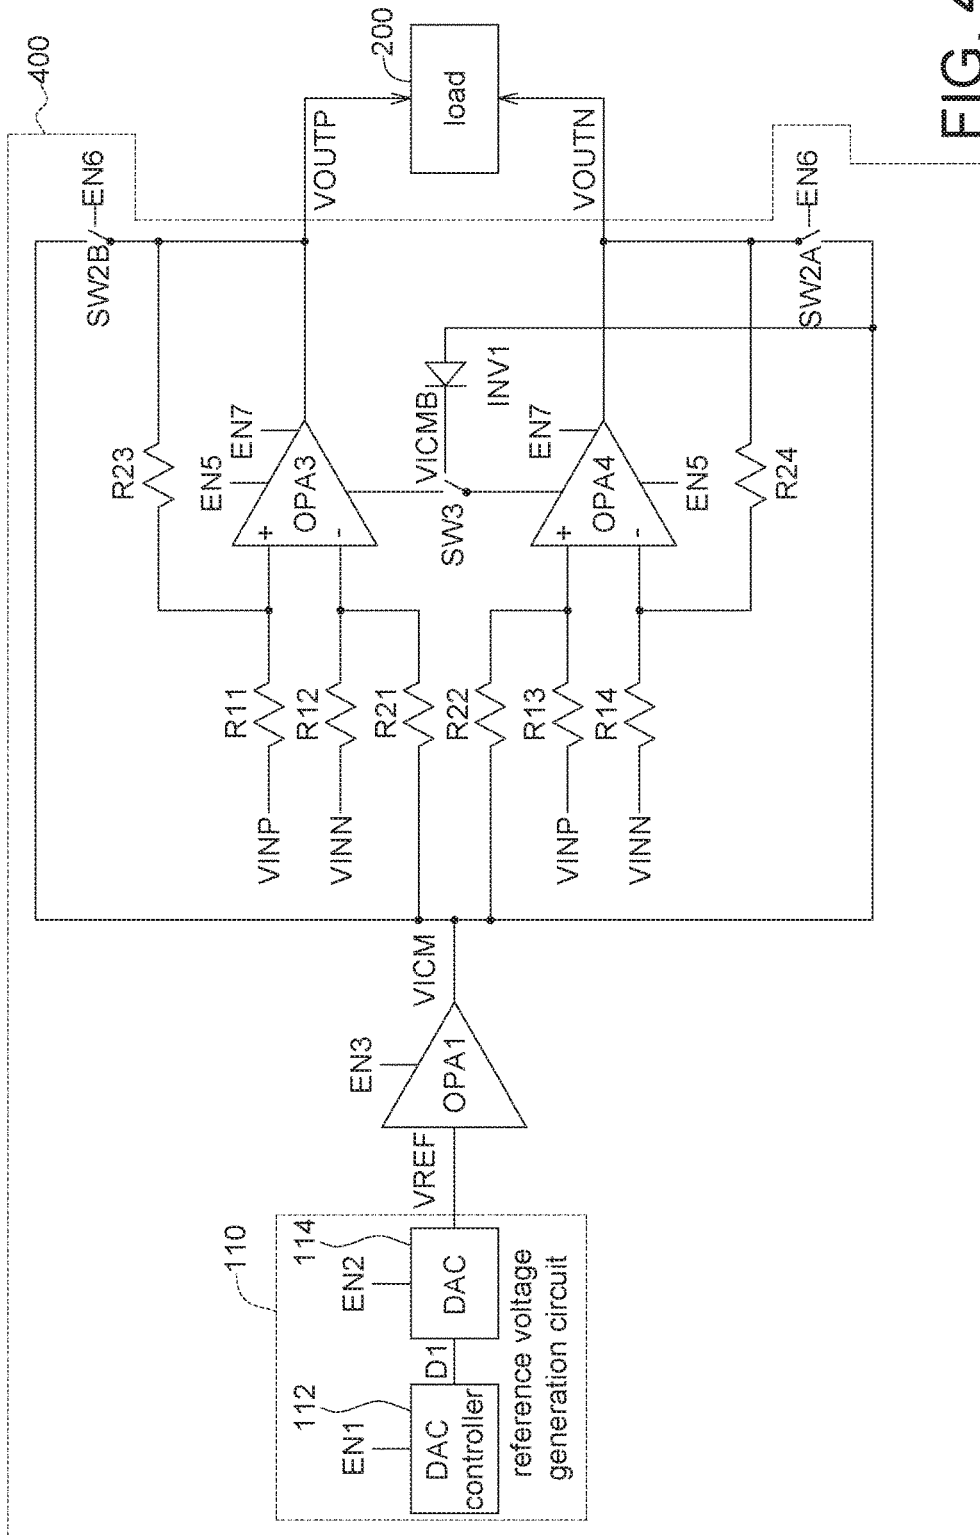 400
110
112
EN1
DAC
controller
D1
114
EN2
DAC
reference voltage
generation circuit
VREF
EN3
OPA1
VICM
VINP
R11
VINN
R12
R21
R22
VINP
R13
VINN
R14
R23
EN5
EN7
+
OPA3
-
SW3
VICMB
INV1
+
OPA4
-
EN7
EN5
R24
SW2B
EN6
SW2A
EN6
VOUTP
VOUTN
200
load
FIG. 4